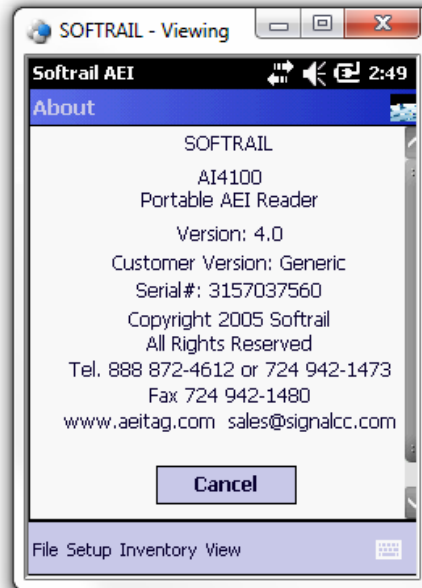 SOFTRAIL - Viewing
Softrail AEI 2:49
About
SOFTRAIL
AI4100
Portable AEI Reader
Version: 4.0
Customer Version: Generic
Serial#: 3157037560
Copyright 2005 Softrail
All Rights Reserved
Tel. 888 872-4612 or 724 942-1473
Fax 724 942-1480
www.aeitag.com sales@signalcc.com
Cancel
File Setup Inventory View